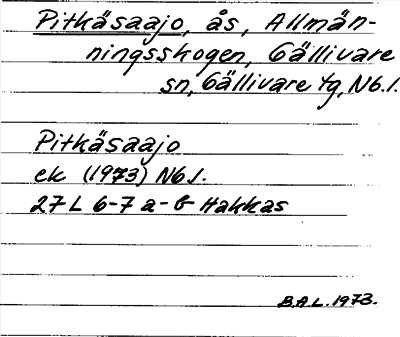 Pitkäsaajo, ås, Allmän-
ningsskogen, Gällivare
sn, Gällivare tg, Nb.l.
Pitkäsaajo
ek (1973) Nb.l.
27 L 6-7 a-b Hakkas
B.A.L. 1973.